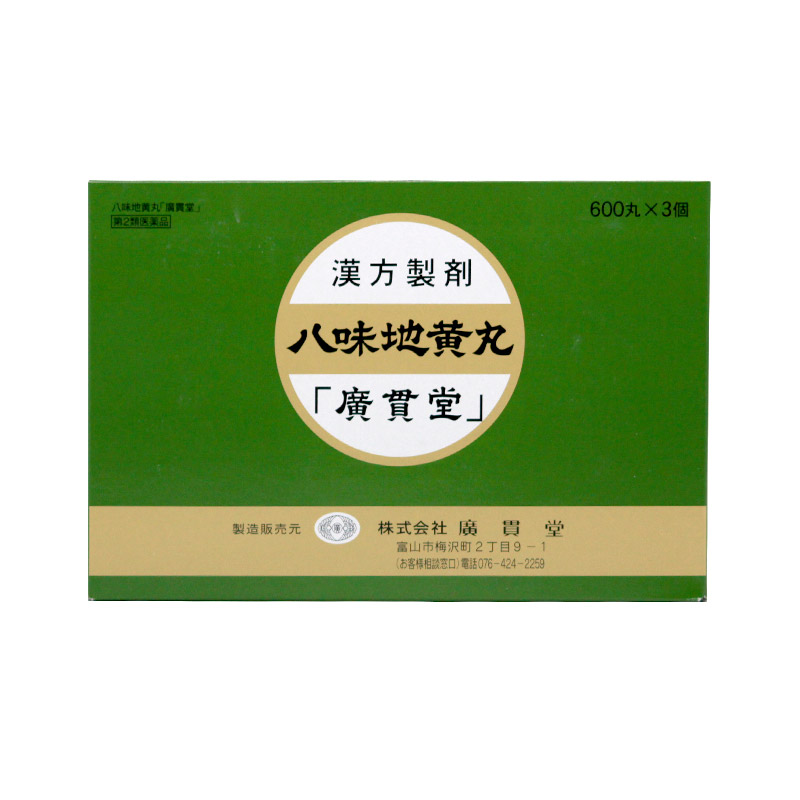 八味地黄丸「廣貫堂」
第2類医薬品
600丸×3個
漢方製剤
八味地黄丸
「廣貫堂」
製造販売元
株式会社 廣貫堂
富山市梅沢町2丁目9-1
(お客様相談窓口)電話076-424-2259